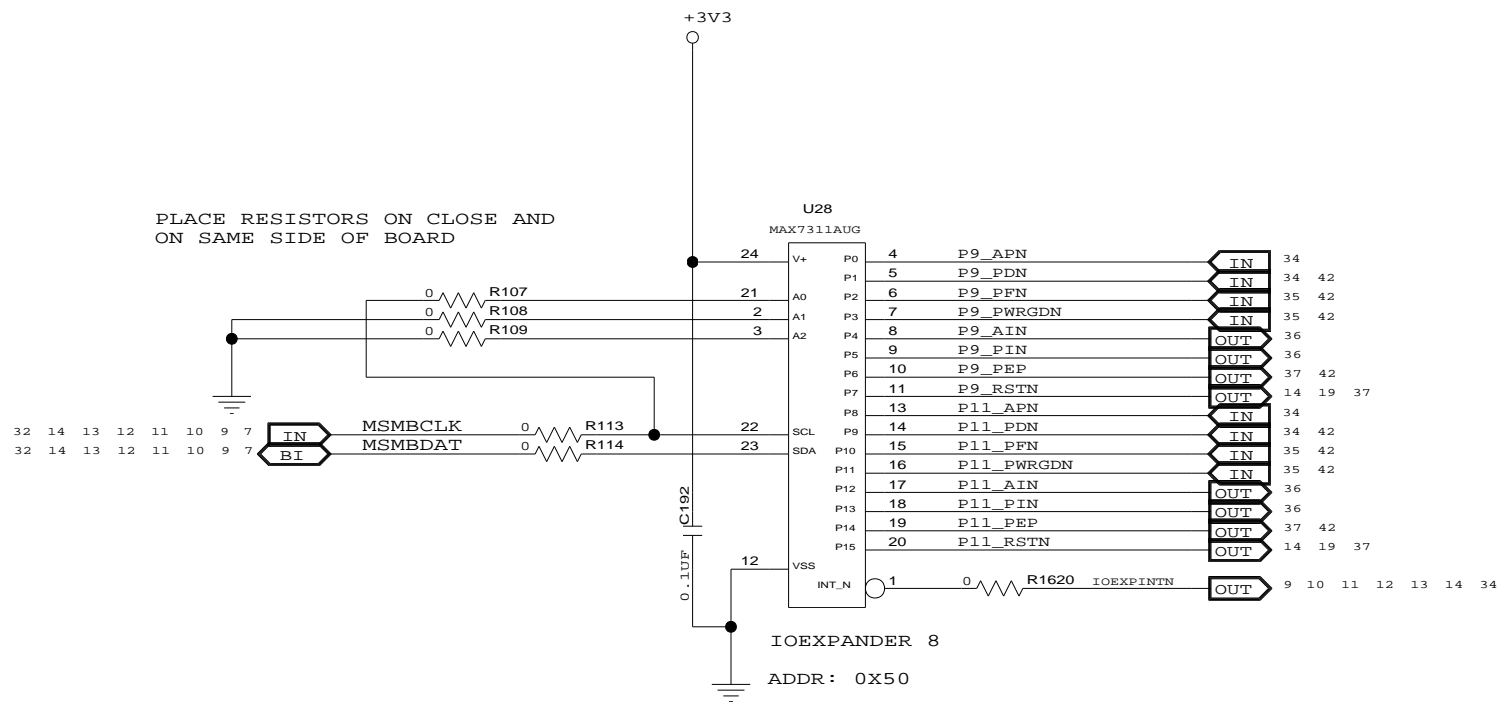 +3V3
PLACE RESISTORS ON CLOSE AND
ON SAME SIDE OF BOARD
U28
MAX7311AUG
24 V+ P0 4 P9_APN IN 34
P1 5 P9_PDN IN 34 42
0 R107 21 A0 P2 6 P9_PFN IN 35 42
0 R108 2 A1 P3 7 P9_PWRGDN IN 35 42
0 R109 3 A2 P4 8 P9_AIN OUT 36
P5 9 P9_PIN OUT 36
P6 10 P9_PEP OUT 37 42
P7 11 P9_RSTN OUT 14 19 37
P8 13 P11_APN IN 34
32 14 13 12 11 10 9 7 IN MSMBCLK 0 R113 22 SCL P9 14 P11_PDN IN 34 42
32 14 13 12 11 10 9 7 BI MSMBDAT 0 R114 23 SDA P10 15 P11_PFN IN 35 42
P11 16 P11_PWRGDN IN 35 42
P12 17 P11_AIN OUT 36
P13 18 P11_PIN OUT 36
P14 19 P11_PEP OUT 37 42
P15 20 P11_RSTN OUT 14 19 37
C192
0.1UF
12 VSS
INT_N 1 0 R1620 IOEXPINTN OUT 9 10 11 12 13 14 34
IOEXPANDER 8
ADDR: 0X50